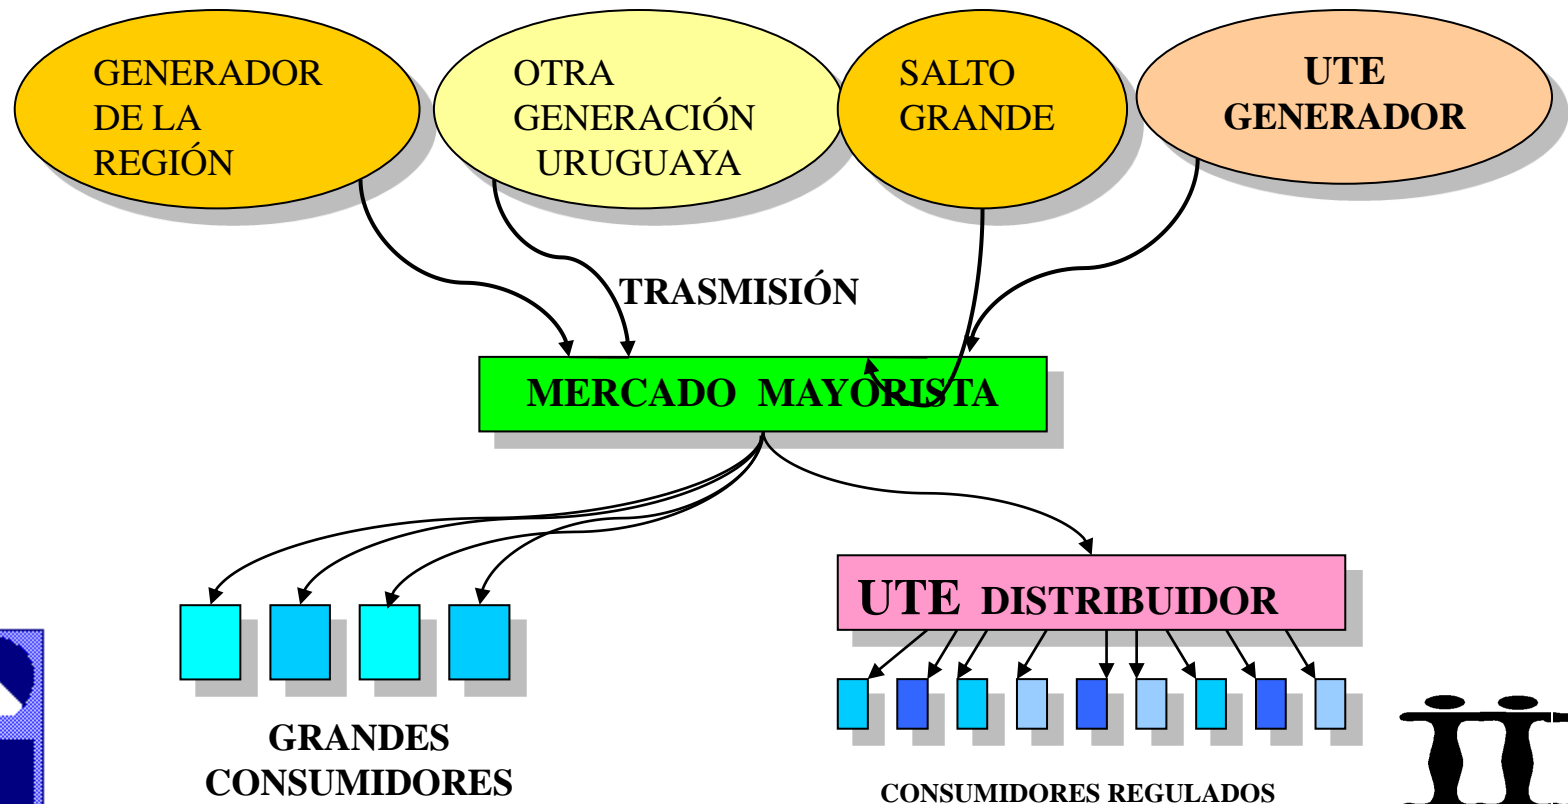 GENERADOR
DE LA
REGIÓN
OTRA
GENERACIÓN
URUGUAYA
SALTO
GRANDE
UTE
GENERADOR
TRASMISIÓN
MERCADO MAYORISTA
UTE DISTRIBUIDOR
GRANDES
CONSUMIDORES
CONSUMIDORES REGULADOS